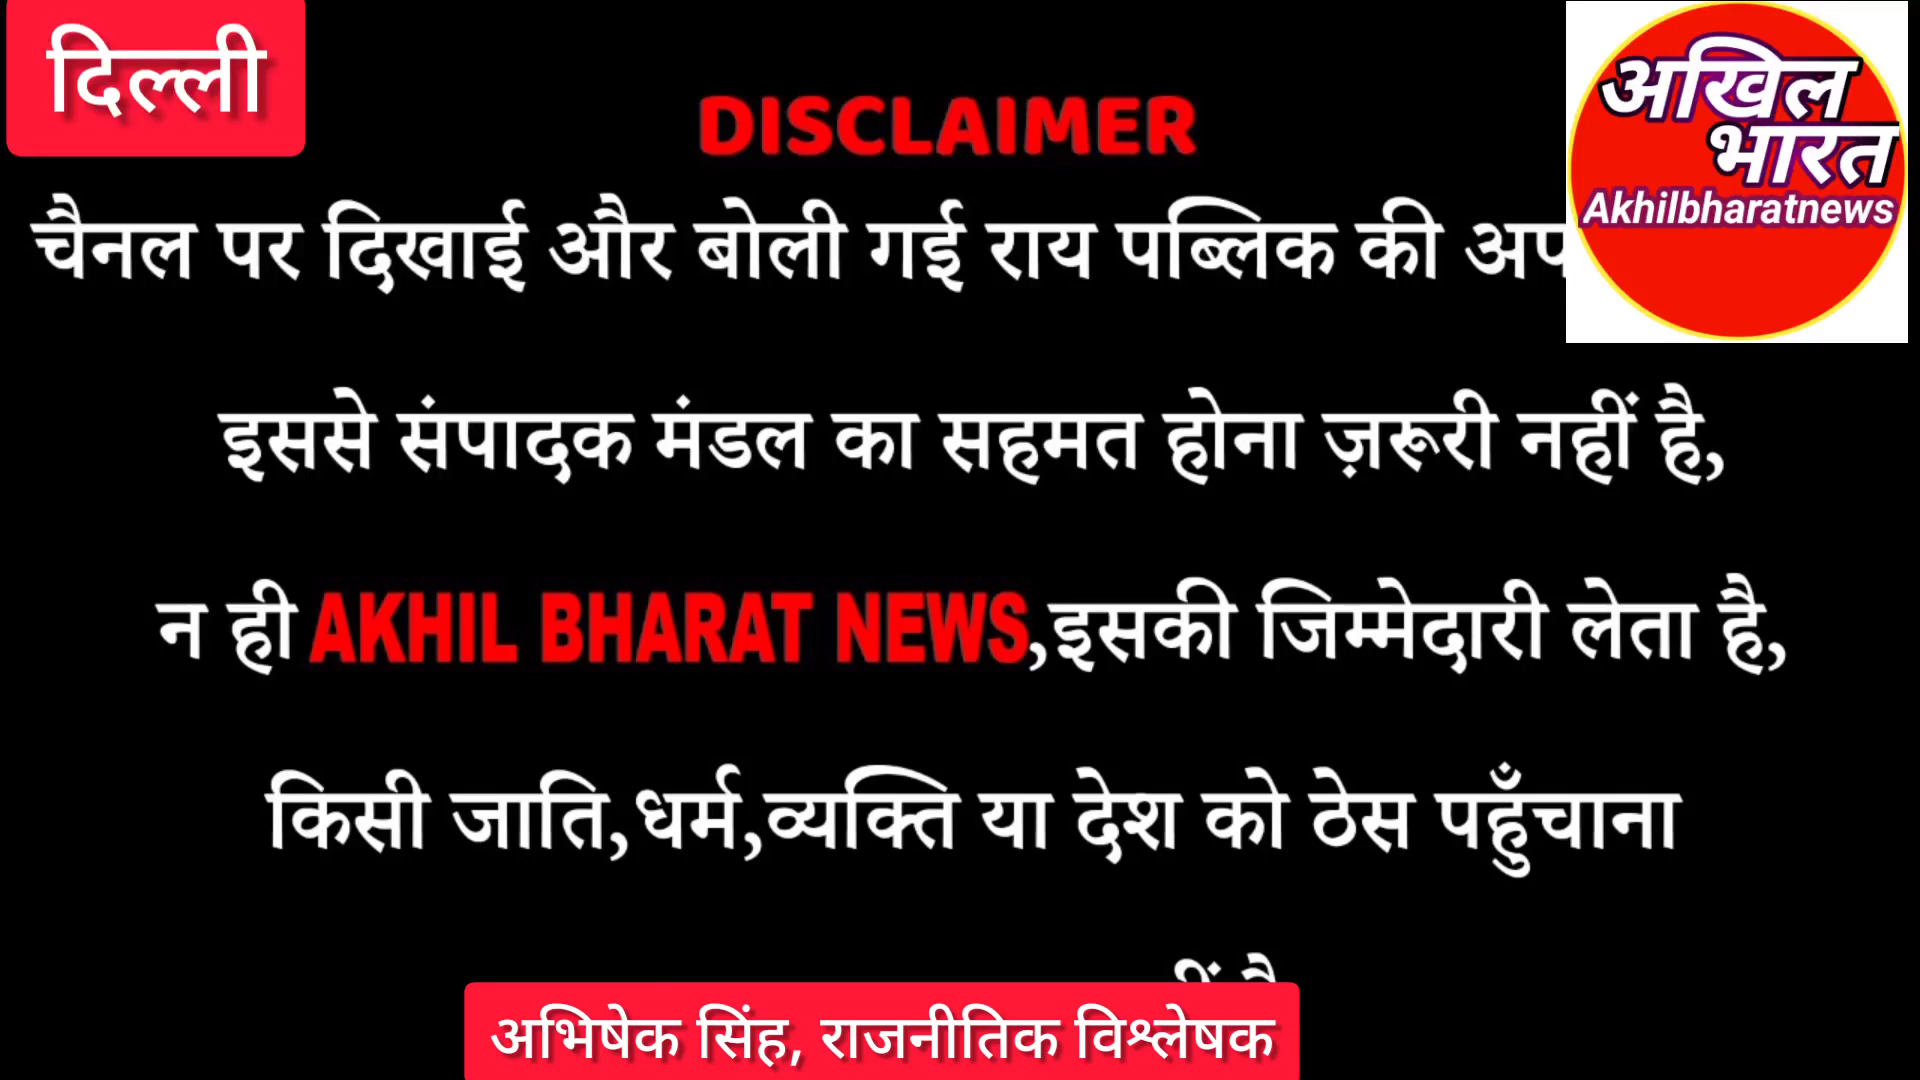 दिल्ली
अखिल
भारत
Akhilbharatnews
DISCLAIMER
चैनल पर दिखाई और बोली गई राय पब्लिक की
इससे संपादक मंडल का सहमत होना ज़रूरी नहीं है,
न ही AKHIL BHARAT NEWS,इसकी जिम्मेदारी लेता है,
किसी जाति,धर्म,व्यक्ति या देश को ठेस पहुँचाना
अभिषेक सिंह, राजनीतिक विश्लेषक